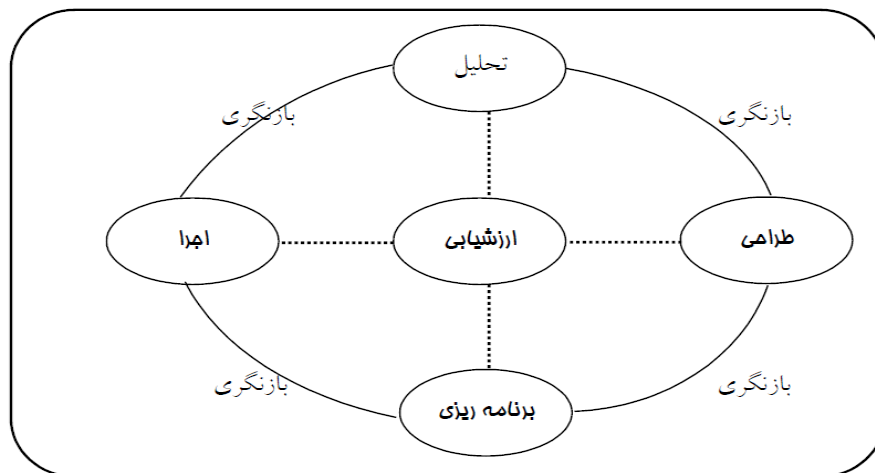 تحلیل
بازنگری
بازنگری
طراحی
ارزشیابی
اجرا
بازنگری
بازنگری
برنامه ریزی